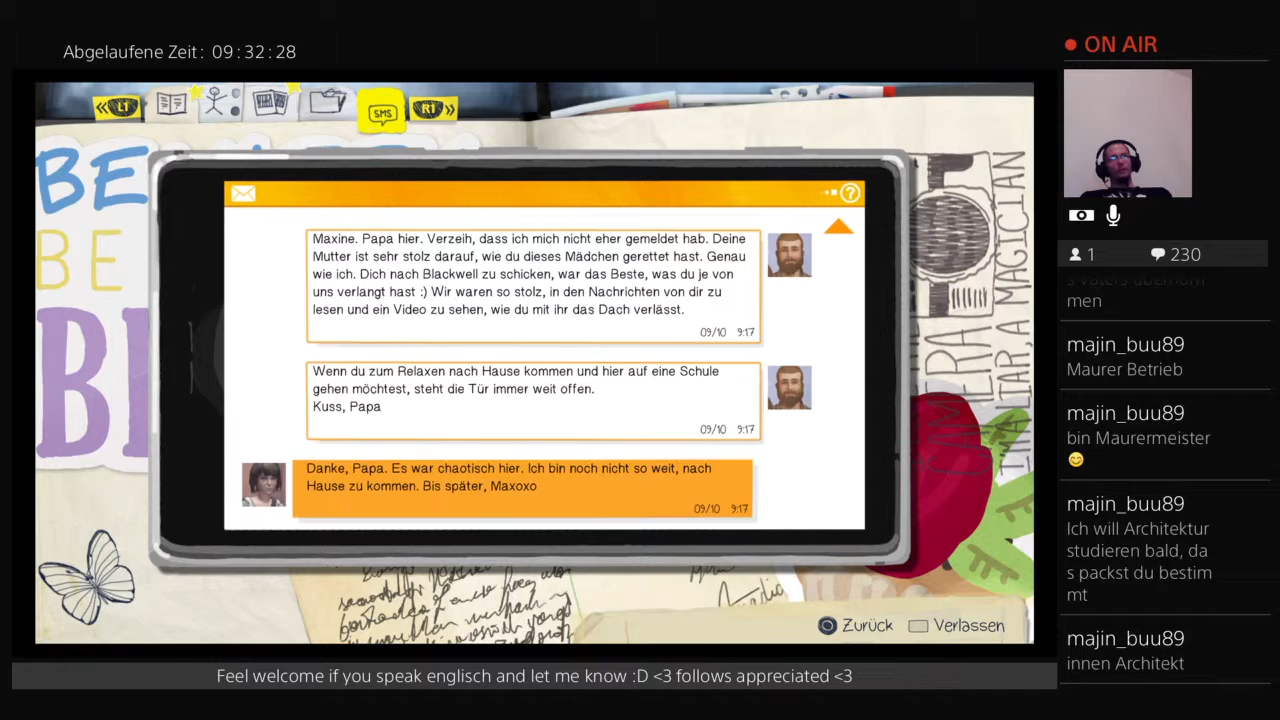 Abgelaufene Zeit: 09:32:28
ON AIR
L1
SMS
R1
BE
BE
Maxine. Papa hier. Verzeih, dass ich mich nicht eher gemeldet hab. Deine
Mutter ist sehr stolz darauf, wie du dieses Mädchen gerettet hast. Genau
wie ich. Dich nach Blackwell zu schicken, war das Beste, was du je von
uns verlangt hast :) Wir waren so stolz, in den Nachrichten von dir zu
lesen und ein Video zu sehen, wie du mit ihr das Dach verlässt.
09/10 9:17
Wenn du zum Relaxen nach Hause kommen und hier auf eine Schule
gehen möchtest, steht die Tür immer weit offen.
Kuss, Papa
09/10 9:17
Danke, Papa. Es war chaotisch hier. Ich bin noch nicht so weit, nach
Hause zu kommen. Bis später, Maxoxo
09/10 9:17
CAMERA
A MAGICIAN
Zurück
Verlassen
1
230
men
majin_buu89
Maurer Betrieb
majin_buu89
bin Maurermeister
😊
majin_buu89
Ich will Architektur
studieren bald, da
s packst du bestim
mt
majin_buu89
innen Architekt
Feel welcome if you speak englisch and let me know :D <3 follows appreciated <3